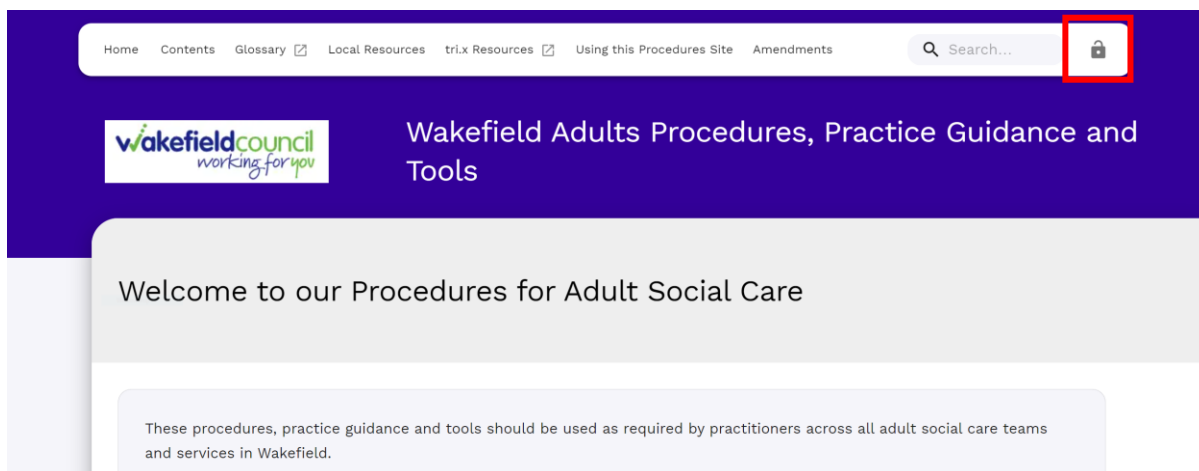 Home Contents Glossary Local Resources tri.x Resources Using this Procedures Site Amendments Search...
wakefieldcouncil
working for you
Wakefield Adults Procedures, Practice Guidance and
Tools
Welcome to our Procedures for Adult Social Care
These procedures, practice guidance and tools should be used as required by practitioners across all adult social care teams
and services in Wakefield.